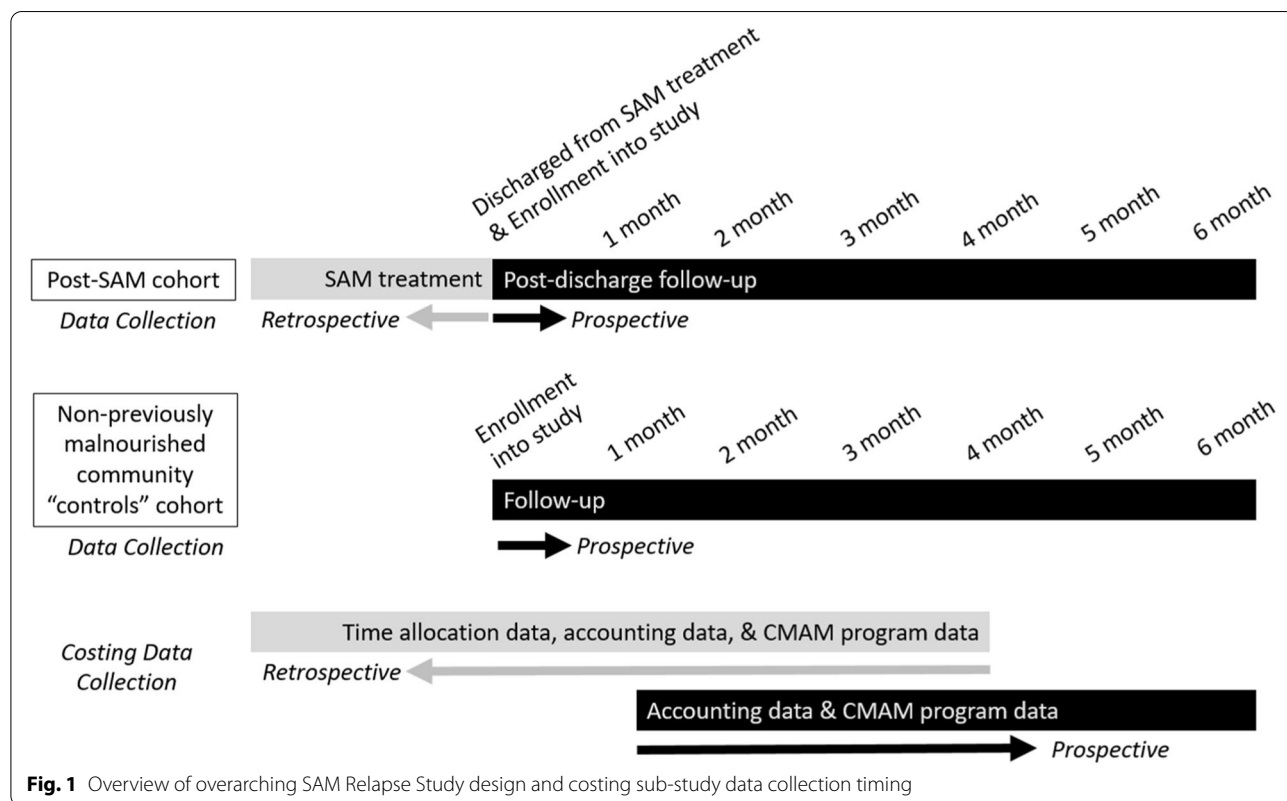 Discharged from SAM treatment
& Enrollment into study
1 month
2 month
3 month
4 month
5 month
6 month
Post-SAM cohort
SAM treatment
Post-discharge follow-up
Data Collection
Retrospective
Prospective
Enrollment
into study
1 month
2 month
3 month
4 month
5 month
6 month
Non-previously
malnourished
community
“controls” cohort
Follow-up
Data Collection
Prospective
Costing Data
Collection
Time allocation data, accounting data, & CMAM program data
Retrospective
Accounting data & CMAM program data
Prospective
Fig. 1 Overview of overarching SAM Relapse Study design and costing sub-study data collection timing